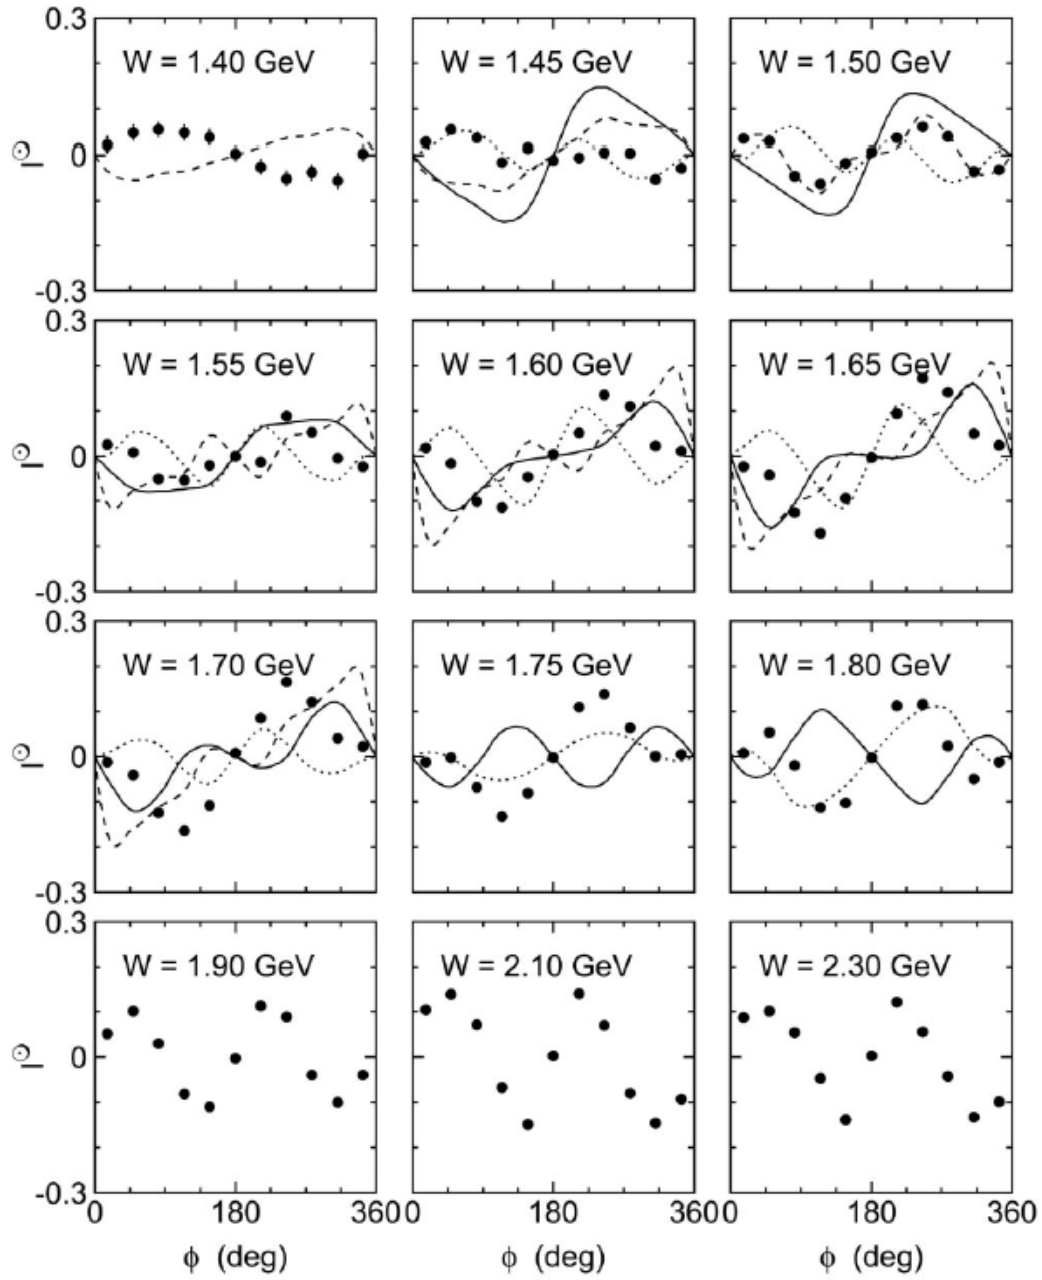 0.3
W = 1.40 GeV W = 1.45 GeV W = 1.50 GeV
I⊙ 0
-0.3
0.3
W = 1.55 GeV W = 1.60 GeV W = 1.65 GeV
I⊙ 0
-0.3
0.3
W = 1.70 GeV W = 1.75 GeV W = 1.80 GeV
I⊙ 0
-0.3
0.3
W = 1.90 GeV W = 2.10 GeV W = 2.30 GeV
I⊙ 0
-0.3
0 180 360 0 180 360 0 180 360
ϕ (deg) ϕ (deg) ϕ (deg)